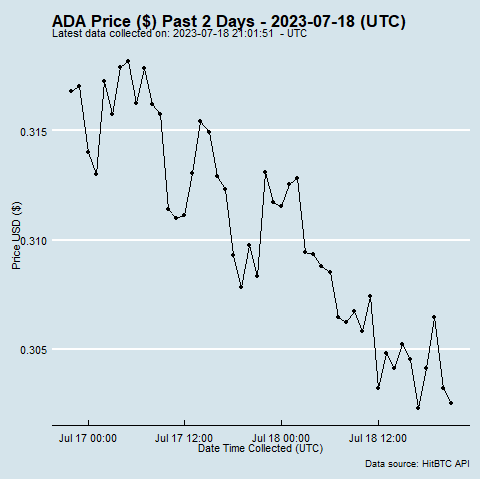 ADA Price ($) Past 2 Days - 2023-07-18 (UTC)
Latest data collected on: 2023-07-18 21:01:51 - UTC
0.315
0.310
0.305
Price USD ($)
Jul 17 00:00 Jul 17 12:00 Jul 18 00:00 Jul 18 12:00
Date Time Collected (UTC)
Data source: HitBTC API